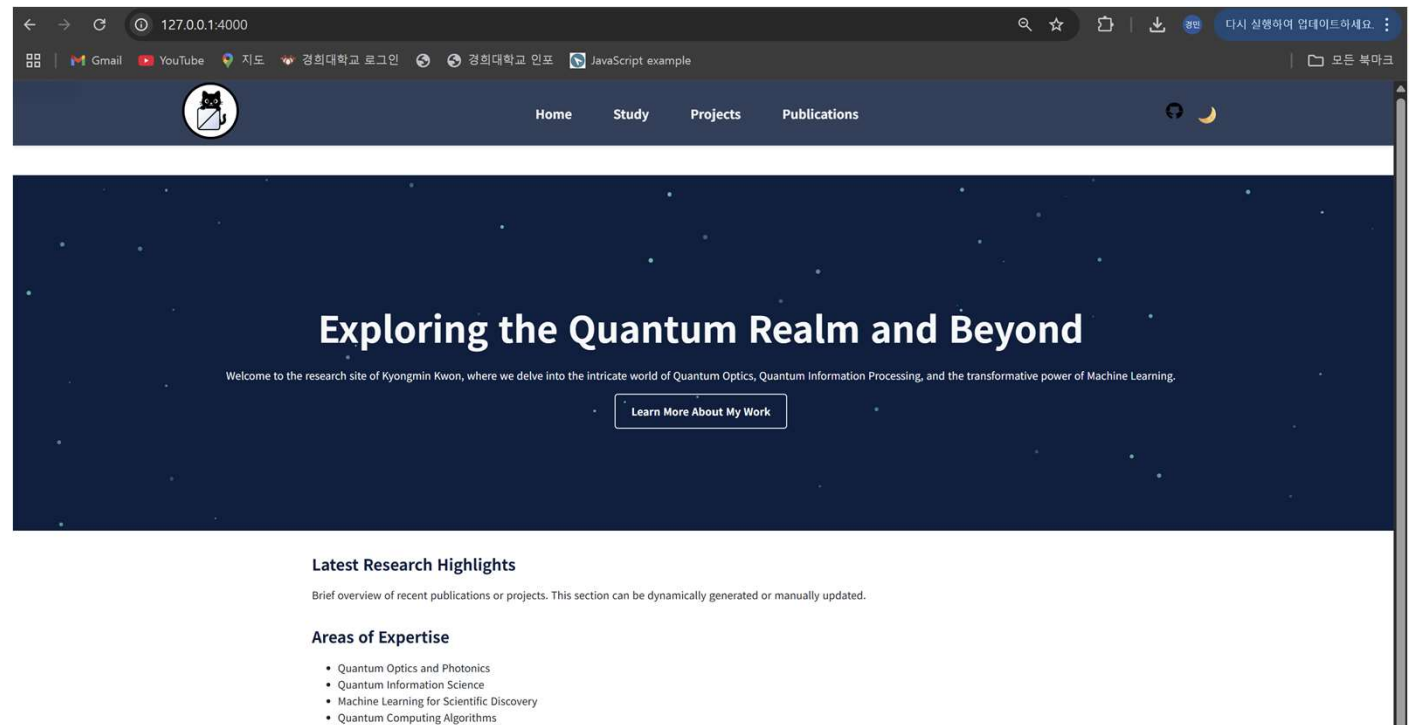 127.0.0.1:4000
경민
다시 실행하여 업데이트하세요.
Gmail YouTube 지도 경희대학교 로그인 경희대학교 인포 JavaScript example 모든 북마크
Home Study Projects Publications
Exploring the Quantum Realm and Beyond
Welcome to the research site of Kyongmin Kwon, where we delve into the intricate world of Quantum Optics, Quantum Information Processing, and the transformative power of Machine Learning.
Learn More About My Work
Latest Research Highlights
Brief overview of recent publications or projects. This section can be dynamically generated or manually updated.
Areas of Expertise
Quantum Optics and Photonics
Quantum Information Science
Machine Learning for Scientific Discovery
Quantum Computing Algorithms